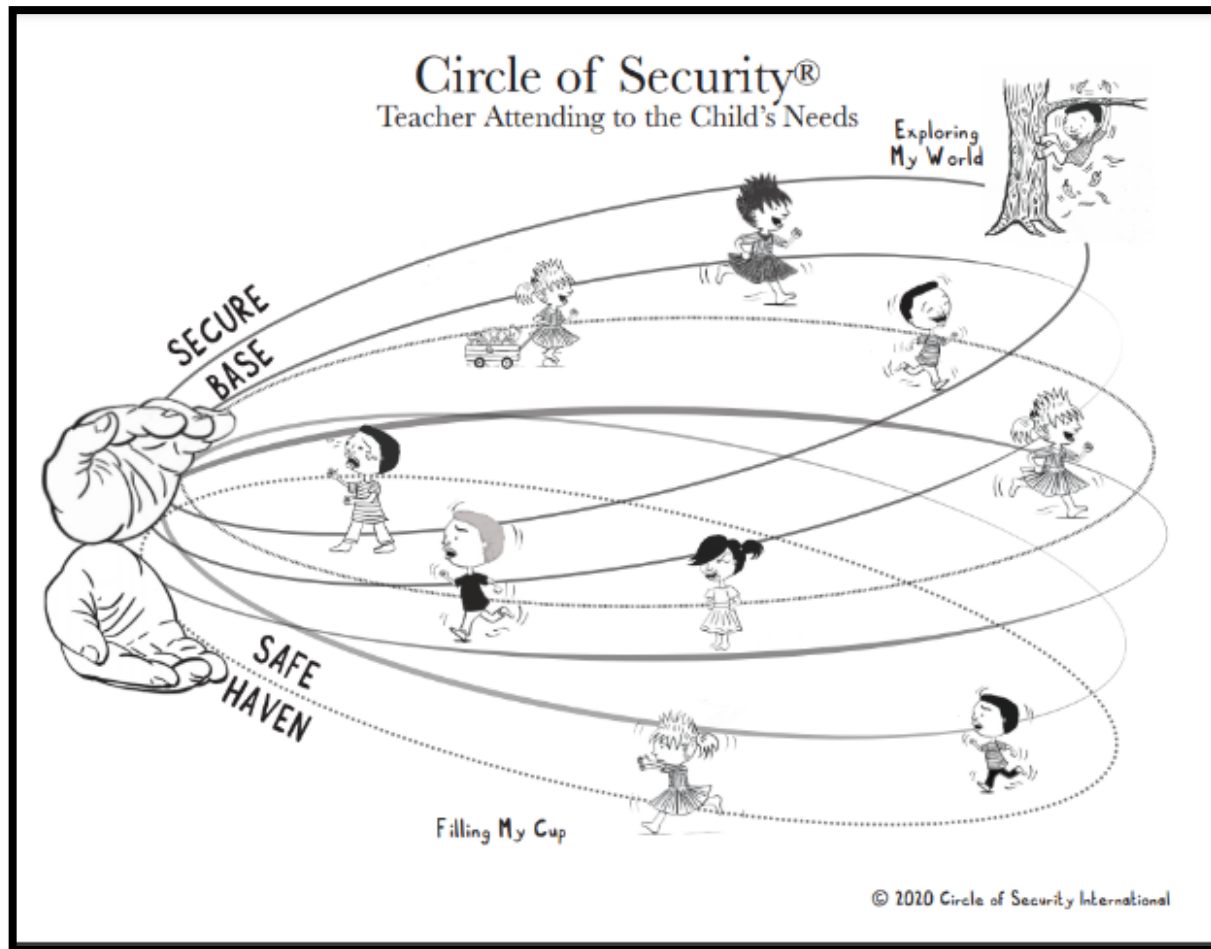 Circle of Security®
Teacher Attending to the Child's Needs
Exploring
My World
SECURE
BASE
SAFE
HAVEN
Filling My Cup
© 2020 Circle of Security International